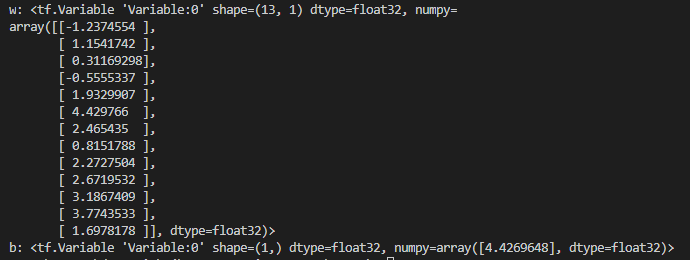 w: <tf.Variable 'Variable:0' shape=(13, 1) dtype=float32, numpy=
array([[-1.2374554 ],
       [ 1.1541742 ],
       [ 0.31169298],
       [-0.5555337 ],
       [ 1.9329907 ],
       [ 4.429766  ],
       [ 2.465435  ],
       [ 0.8151788 ],
       [ 2.2727504 ],
       [ 2.6719532 ],
       [ 3.1867409 ],
       [ 3.7743533 ],
       [ 1.6978178 ]], dtype=float32)>
b: <tf.Variable 'Variable:0' shape=(1,) dtype=float32, numpy=array([4.4269648], dtype=float32)>